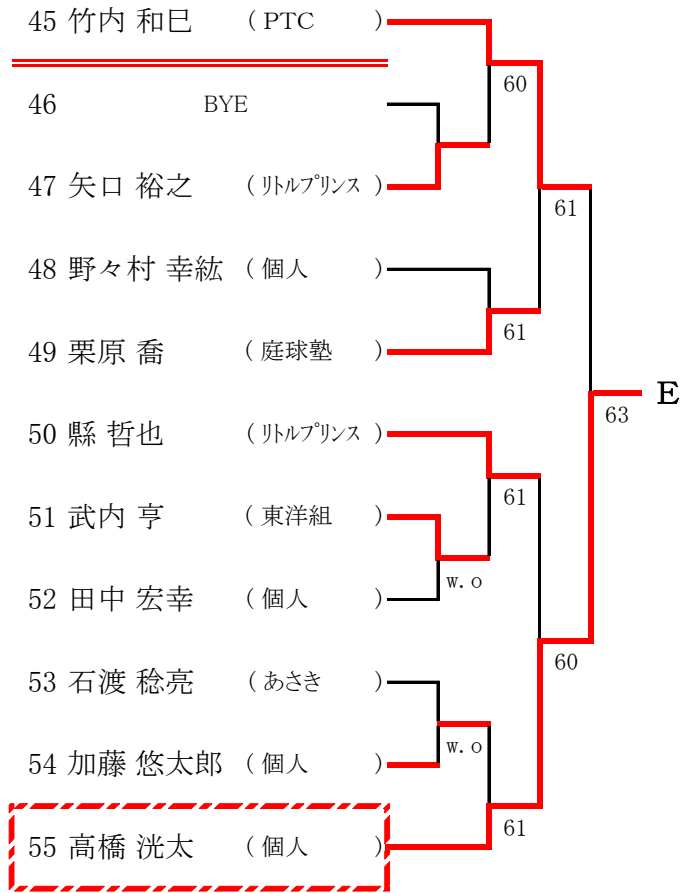 45 竹内 和巳 ( PTC )
60
46 BYE
47 矢口 裕之 ( リトルプリンス )
61
48 野々村 幸紘 ( 個人 )
61
49 栗原 喬 ( 庭球塾 )
E
63
50 縣 哲也 ( リトルプリンス )
61
51 武内 亨 ( 東洋組 )
w.o
52 田中 宏幸 ( 個人 )
60
53 石渡 稔亮 ( あさき )
w.o
54 加藤 悠太郎 ( 個人 )
61
55 高橋 洸太 ( 個人 )